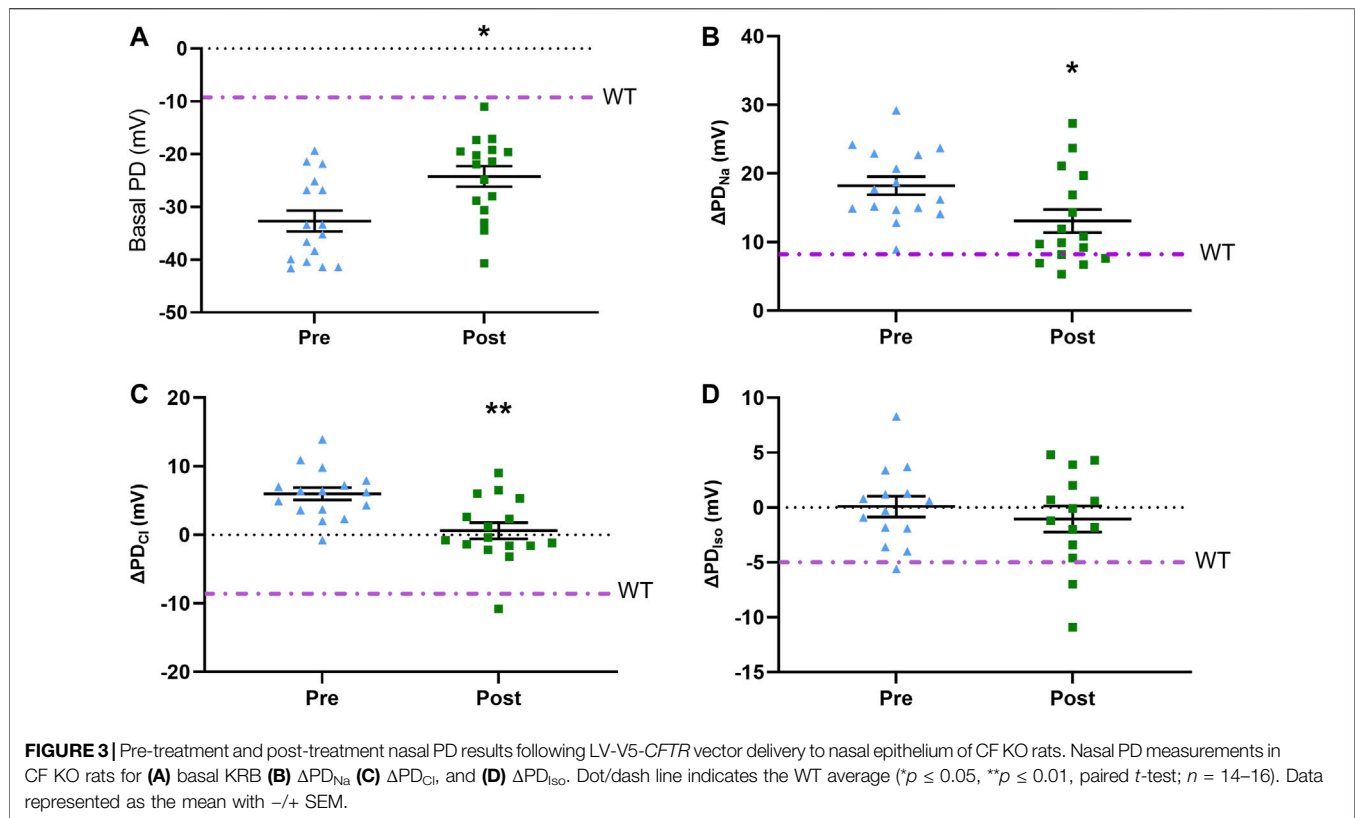 A
*
0
-10
-20
-30
-40
-50
Basal PD (mV)
WT
Pre
Post
B
*
40
30
20
10
0
ΔPDNa (mV)
WT
Pre
Post
C
**
20
10
0
-10
-20
ΔPDCl (mV)
WT
Pre
Post
D
10
5
0
-5
-10
-15
ΔPDIso (mV)
WT
Pre
Post
FIGURE 3 | Pre-treatment and post-treatment nasal PD results following LV-V5-CFTR vector delivery to nasal epithelium of CF KO rats. Nasal PD measurements in
CF KO rats for (A) basal KRB (B) ΔPDNa (C) ΔPDCl, and (D) ΔPDIso. Dot/dash line indicates the WT average (*p ≤ 0.05, **p ≤ 0.01, paired t-test; n = 14–16). Data
represented as the mean with −/+ SEM.